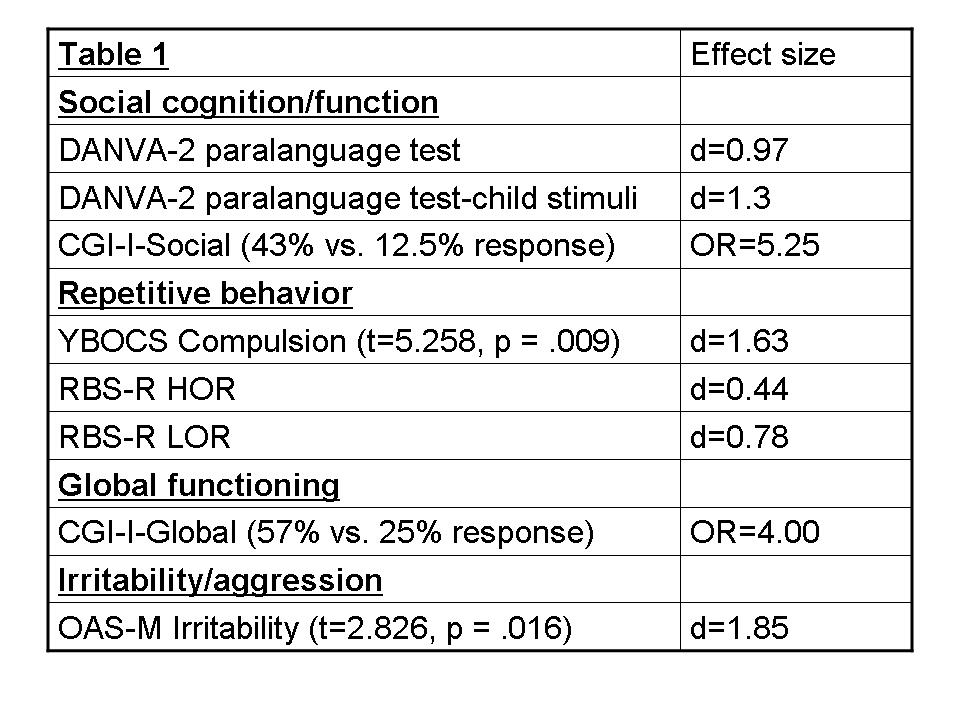 Table 1 Effect size
Social cognition/function
DANVA-2 paralanguage test d=0.97
DANVA-2 paralanguage test-child stimuli d=1.3
CGI-I-Social (43% vs. 12.5% response) OR=5.25
Repetitive behavior
YBOCS Compulsion (t=5.258, p = .009) d=1.63
RBS-R HOR d=0.44
RBS-R LOR d=0.78
Global functioning
CGI-I-Global (57% vs. 25% response) OR=4.00
Irritability/aggression
OAS-M Irritability (t=2.826, p = .016) d=1.85